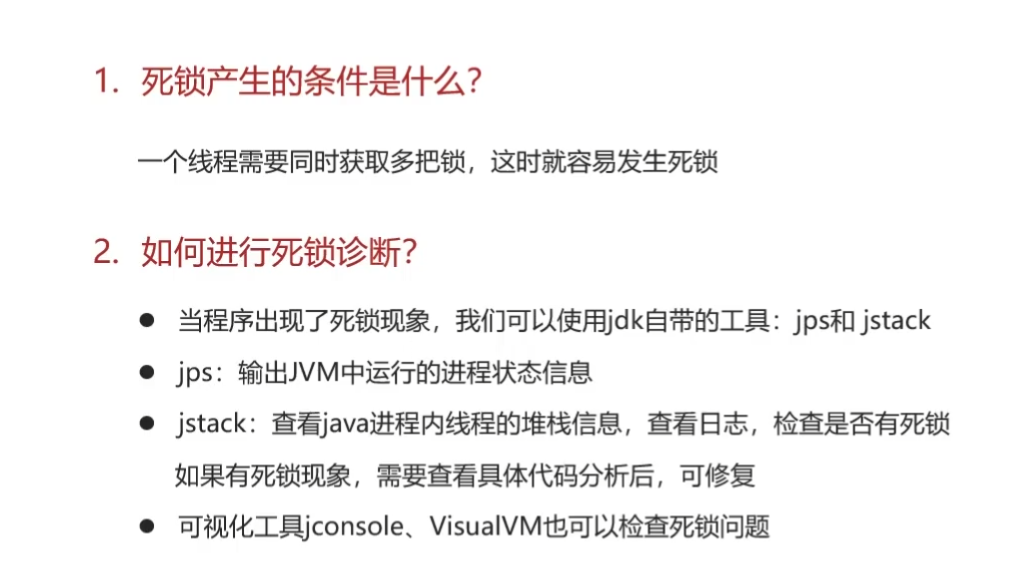 1. 死锁产生的条件是什么？
一个线程需要同时获取多把锁，这时就容易发生死锁
2. 如何进行死锁诊断？
● 当程序出现了死锁现象，我们可以使用jdk自带的工具：jps和 jstack
● jps：输出JVM中运行的进程状态信息
● jstack：查看java进程内线程的堆栈信息，查看日志，检查是否有死锁
如果有死锁现象，需要查看具体代码分析后，可修复
● 可视化工具jconsole、VisualVM也可以检查死锁问题